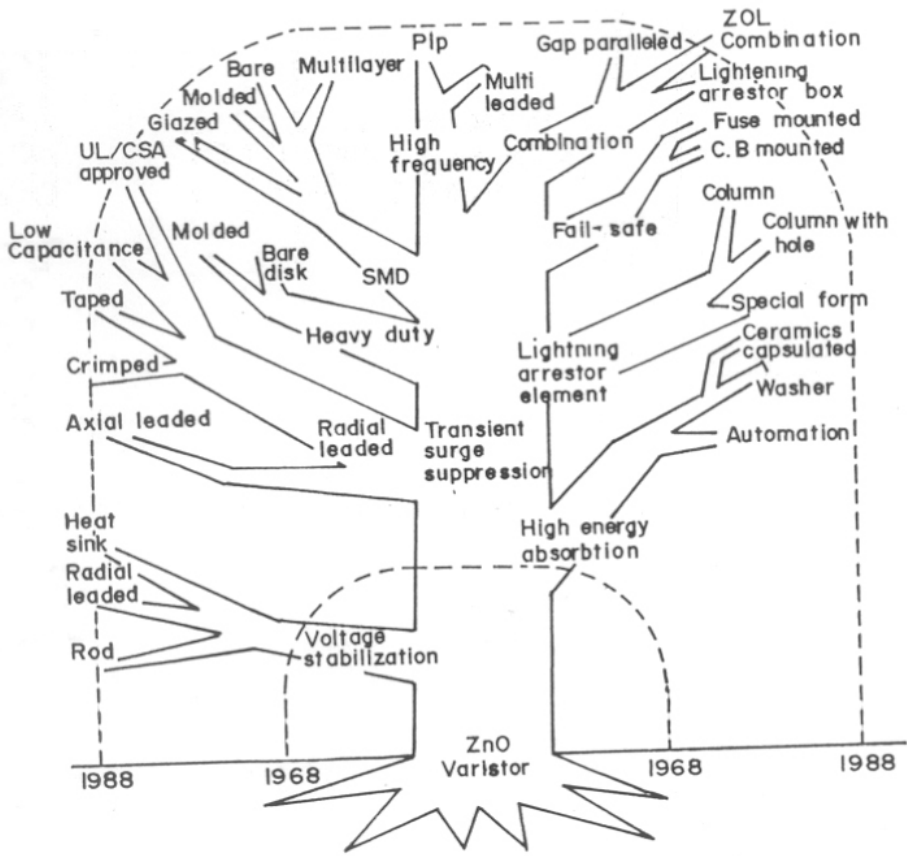 ZOL
Combination
Plp
Gap paralleled
Bare
Multilayer
Molded
Giazed
Multi
leaded
Lightening
arrestor box
Fuse mounted
C.B mounted
UL/CSA
approved
High
frequency
Combination
Column
Column with
hole
Low
Capacitance
Molded
Bare
disk
SMD
Fail-safe
Taped
Heavy duty
Special form
Ceramics
capsulated
Crimped
Lightning
arrestor
element
Washer
Axial leaded
Radial
leaded
Transient
surge
suppression
Automation
Heat
sink
High energy
absorbtion
Radial
leaded
Rod
Voltage
stabilization
ZnO
Varistor
1988
1968
1968
1988